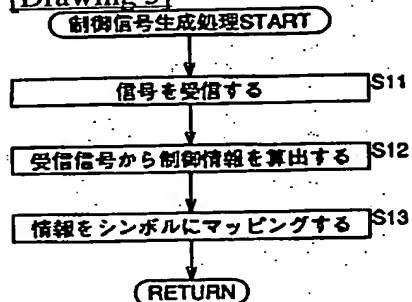 [Drawing 3]
制御信号生成処理START
信号を受信する
S11
受信信号から制御情報を算出する
S12
情報をシンボルにマッピングする
S13
RETURN